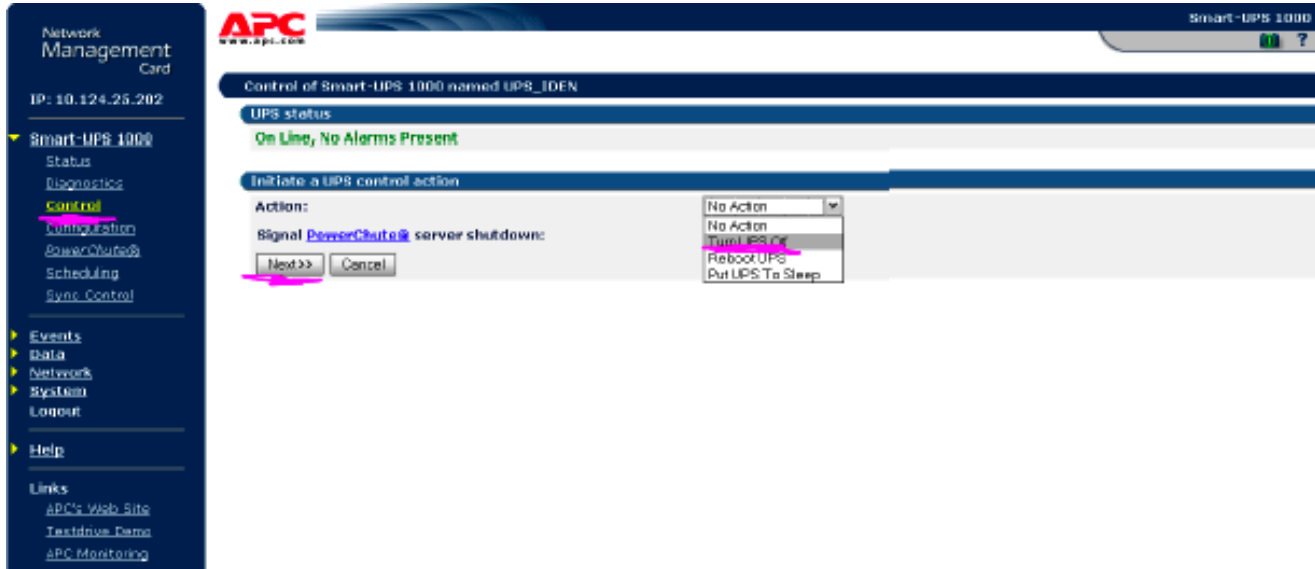 Network
Management
Card
IP: 10.124.25.202
Smart-UPS 1000
Status
Diagnostics
Control
Configuration
PowerChute®
Scheduling
Sync Control
Events
Data
Network
System
Logout
Help
Links
APC's Web Site
Testdrive Demo
APC Monitoring
APC
www.apc.com
Smart-UPS 1000
?
Control of Smart-UPS 1000 named UPS_IDEN
UPS status
On Line, No Alarms Present
Initiate a UPS control action
Action:
No Action
No Action
Turn UPS Off
Reboot UPS
Put UPS To Sleep
Signal PowerChute® server shutdown:
Next>> Cancel